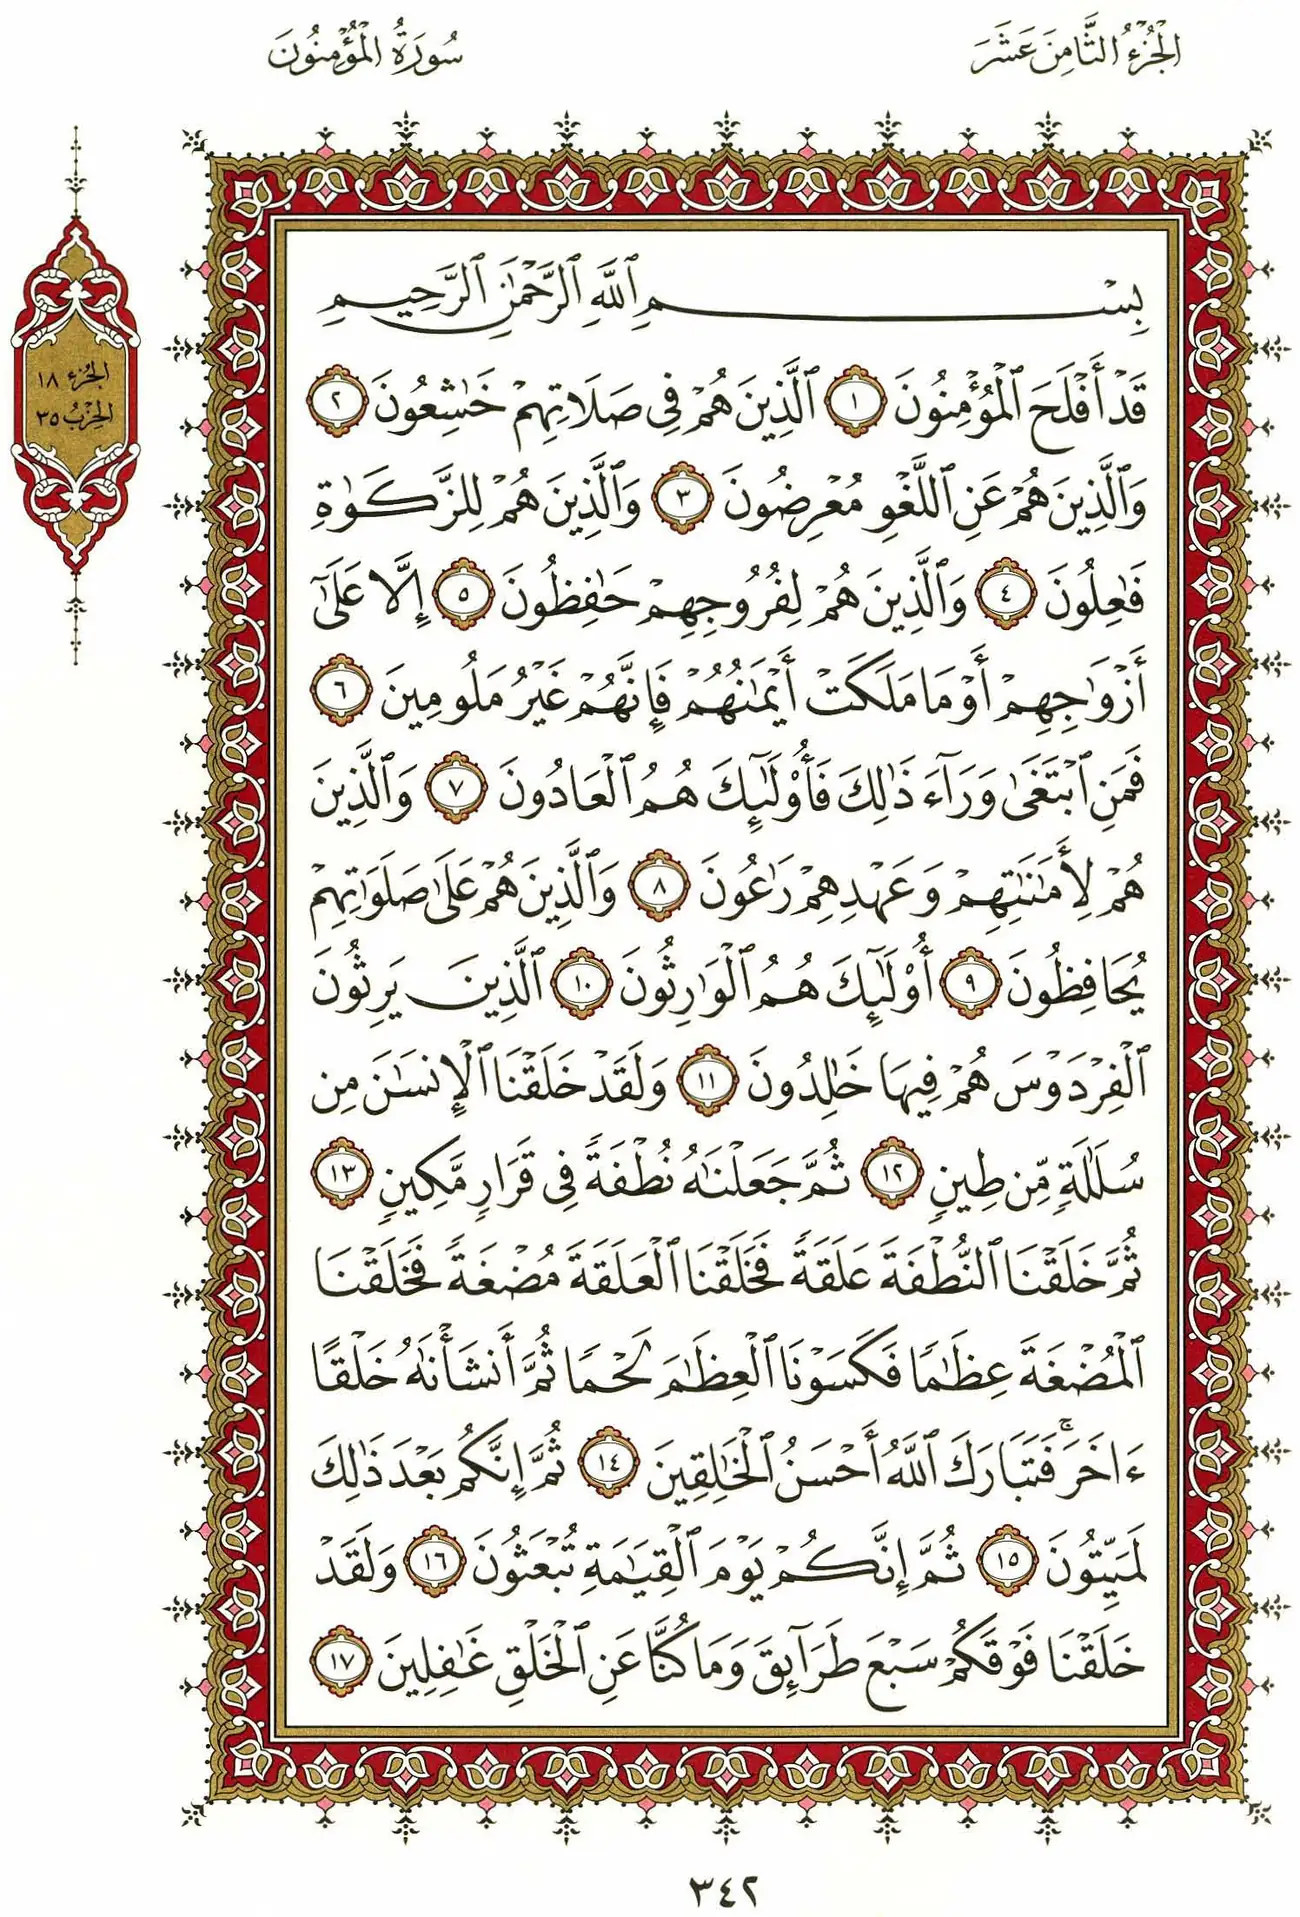 الجُزْءُ الثَّامِنَ عَشَرَ
سُورَةُ المُؤْمِنُونَ
الجزء ١٨
الحزب ٣٥
بِسْمِ ٱللَّهِ ٱلرَّحْمَٰنِ ٱلرَّحِيمِ
قَدْ أَفْلَحَ ٱلْمُؤْمِنُونَ ١ ٱلَّذِينَ هُمْ فِى صَلَاتِهِمْ خَٰشِعُونَ ٢
وَٱلَّذِينَ هُمْ عَنِ ٱللَّغْوِ مُعْرِضُونَ ٣ وَٱلَّذِينَ هُمْ لِلزَّكَوٰةِ
فَٰعِلُونَ ٤ وَٱلَّذِينَ هُمْ لِفُرُوجِهِمْ حَٰفِظُونَ ٥ إِلَّا عَلَىٰٓ
أَزْوَٰجِهِمْ أَوْ مَا مَلَكَتْ أَيْمَٰنُهُمْ فَإِنَّهُمْ غَيْرُ مَلُومِينَ ٦
فَمَنِ ٱبْتَغَىٰ وَرَآءَ ذَٰلِكَ فَأُو۟لَٰٓئِكَ هُمُ ٱلْعَادُونَ ٧ وَٱلَّذِينَ
هُمْ لِأَمَٰنَٰتِهِمْ وَعَهْدِهِمْ رَٰعُونَ ٨ وَٱلَّذِينَ هُمْ عَلَىٰ صَلَوَٰتِهِمْ
يُحَافِظُونَ ٩ أُو۟لَٰٓئِكَ هُمُ ٱلْوَٰرِثُونَ ١٠ ٱلَّذِينَ يَرِثُونَ
ٱلْفِرْدَوْسَ هُمْ فِيهَا خَٰلِدُونَ ١١ وَلَقَدْ خَلَقْنَا ٱلْإِنسَٰنَ مِن
سُلَٰلَةٍ مِّن طِينٍ ١٢ ثُمَّ جَعَلْنَٰهُ نُطْفَةً فِى قَرَارٍ مَّكِينٍ ١٣
ثُمَّ خَلَقْنَا ٱلنُّطْفَةَ عَلَقَةً فَخَلَقْنَا ٱلْعَلَقَةَ مُضْغَةً فَخَلَقْنَا
ٱلْمُضْغَةَ عِظَٰمًا فَكَسَوْنَا ٱلْعِظَٰمَ لَحْمًا ثُمَّ أَنشَأْنَٰهُ خَلْقًا
ءَاخَرَ ۚ فَتَبَارَكَ ٱللَّهُ أَحْسَنُ ٱلْخَٰلِقِينَ ١٤ ثُمَّ إِنَّكُم بَعْدَ ذَٰلِكَ
لَمَيِّتُونَ ١٥ ثُمَّ إِنَّكُمْ يَوْمَ ٱلْقِيَٰمَةِ تُبْعَثُونَ ١٦ وَلَقَدْ
خَلَقْنَا فَوْقَكُمْ سَبْعَ طَرَآئِقَ وَمَا كُنَّا عَنِ ٱلْخَلْقِ غَٰفِلِينَ ١٧
٣٤٢